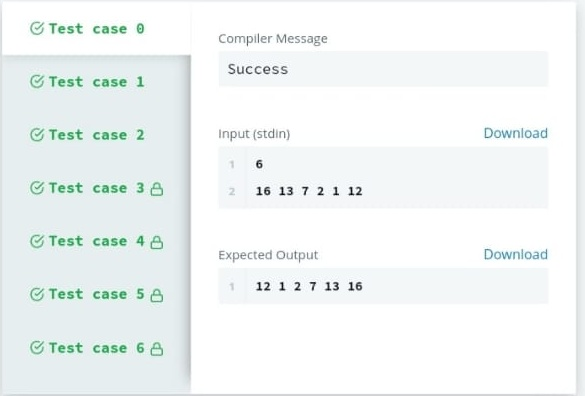 Test case 0
Test case 1
Test case 2
Test case 3
Test case 4
Test case 5
Test case 6
Compiler Message
Success
Input (stdin) Download
1 6
2 16 13 7 2 1 12
Expected Output Download
1 12 1 2 7 13 16